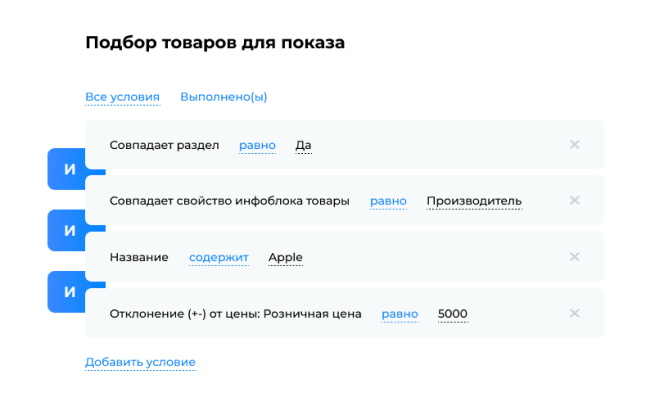 Подбор товаров для показа
Все условия Выполнено(ы)
Совпадает раздел равно Да
И
Совпадает свойство инфоблока товары равно Производитель
И
Название содержит Apple
И
Отклонение (+-) от цены: Розничная цена равно 5000
Добавить условие